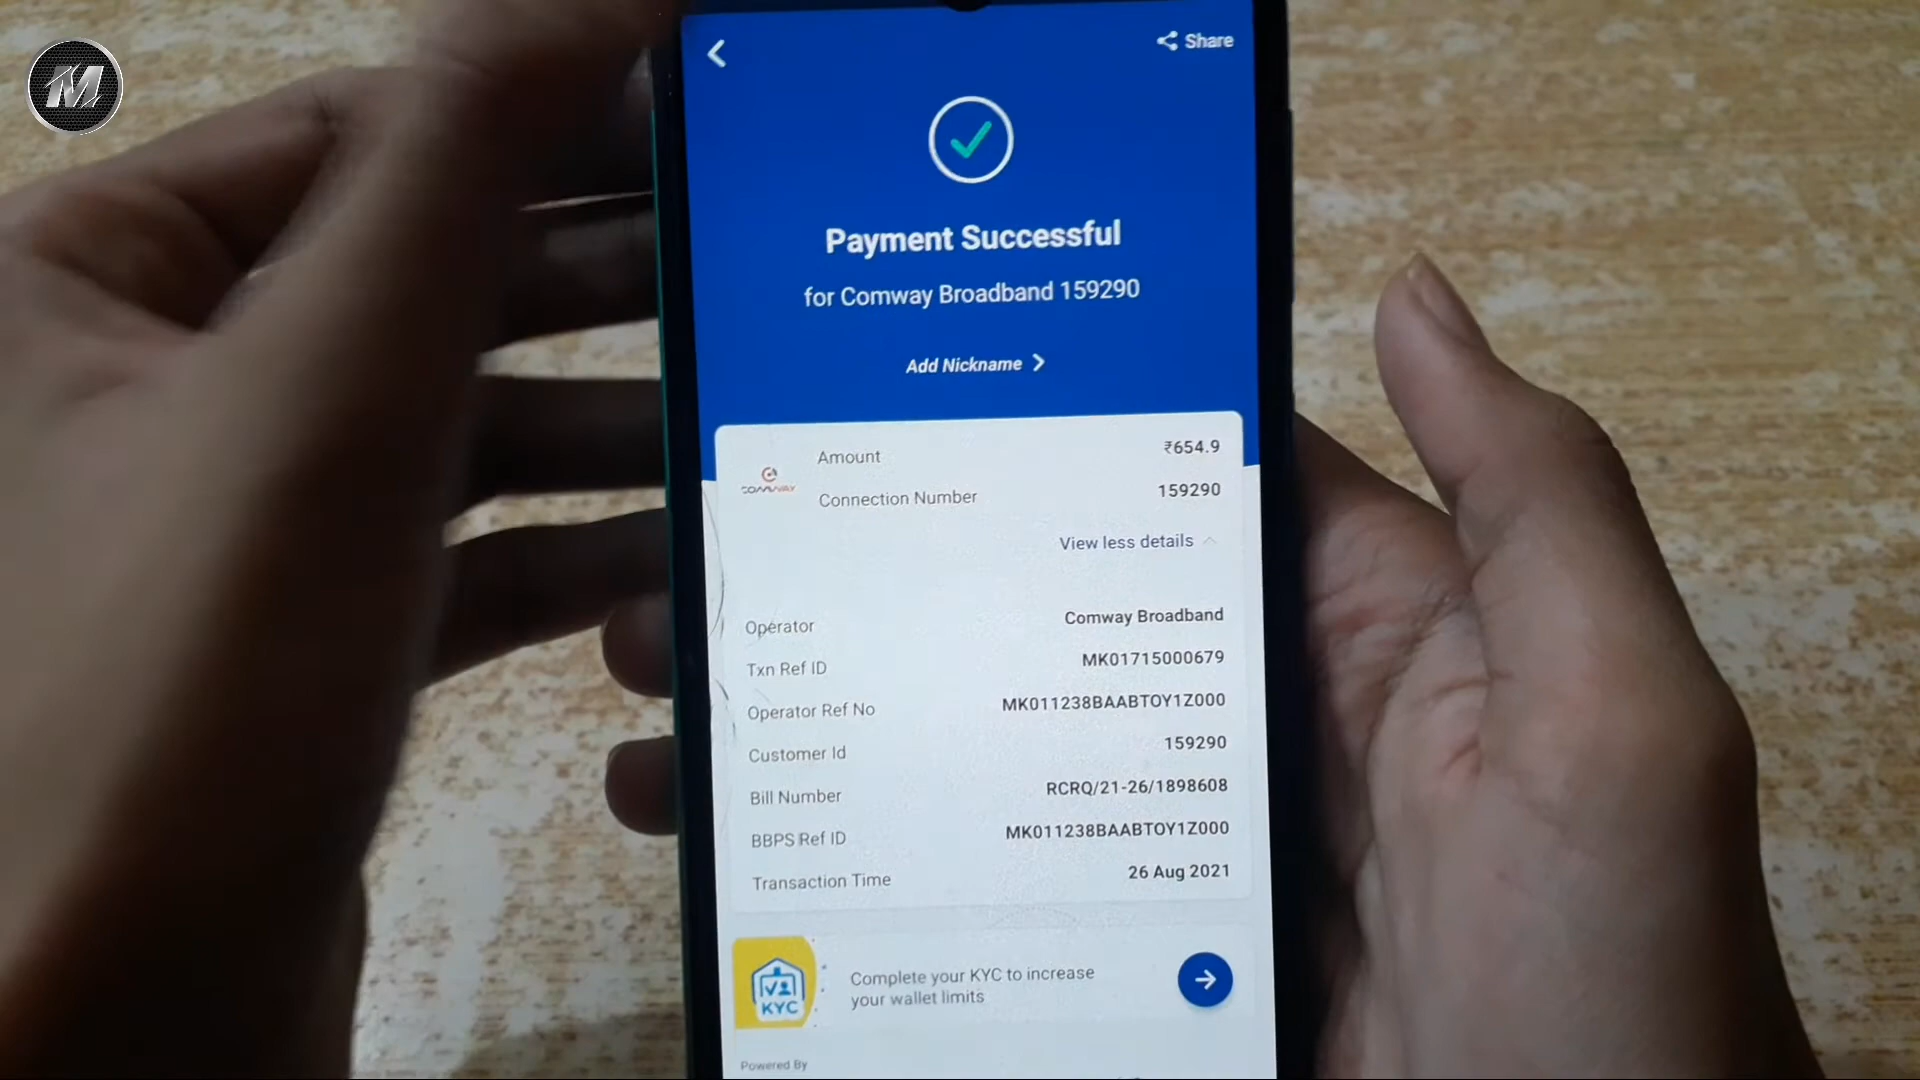 M
Share
Payment Successful
for Comway Broadband 159290
Add Nickname
Amount ₹654.9
COMWAY
Connection Number 159290
View less details
Operator Comway Broadband
Txn Ref ID MK01715000679
Operator Ref No MK011238BAABTOY1Z000
Customer Id 159290
Bill Number RCRQ/21-26/1898608
BBPS Ref ID MK011238BAABTOY1Z000
Transaction Time 26 Aug 2021
KYC
Complete your KYC to increase
your wallet limits
Powered By